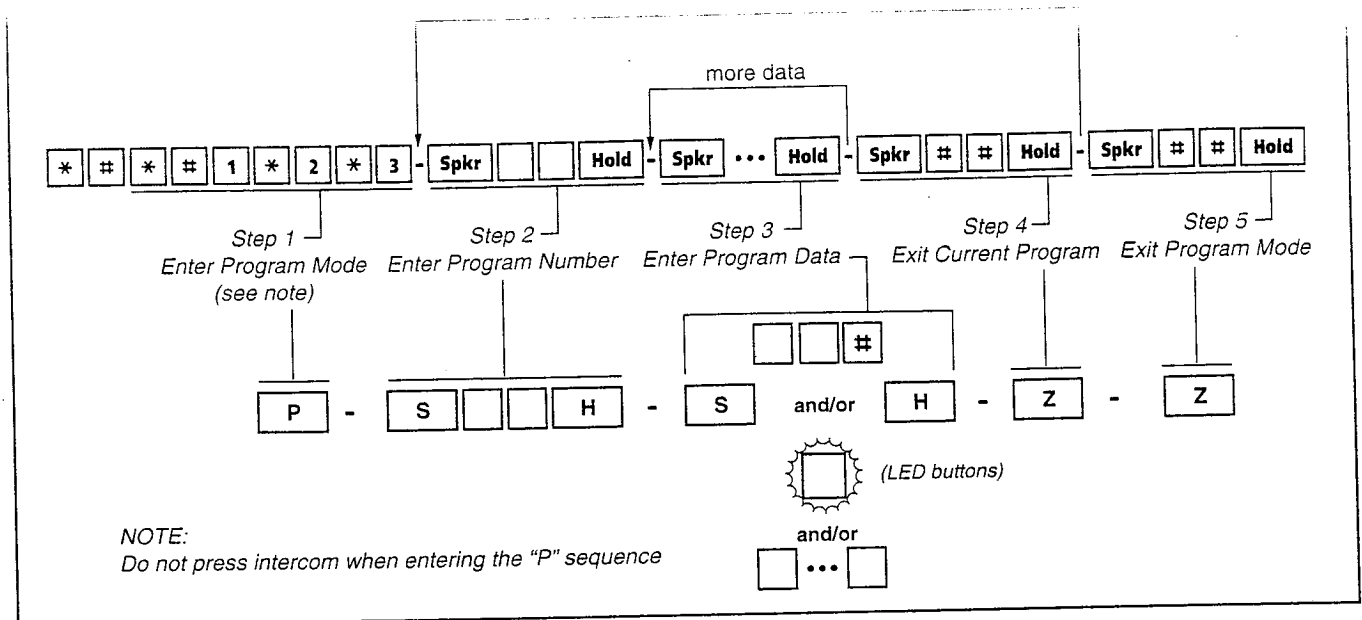 more data
* # * # 1 * 2 * 3 - Spkr Hold - Spkr ••• Hold - Spkr # # Hold - Spkr # # Hold
Step 1 Step 2 Step 3 Step 4 Step 5
Enter Program Mode Enter Program Number Enter Program Data Exit Current Program Exit Program Mode
(see note)
#
P - S H - S and/or H - Z - Z
(LED buttons)
and/or
•••
NOTE:
Do not press intercom when entering the “P” sequence